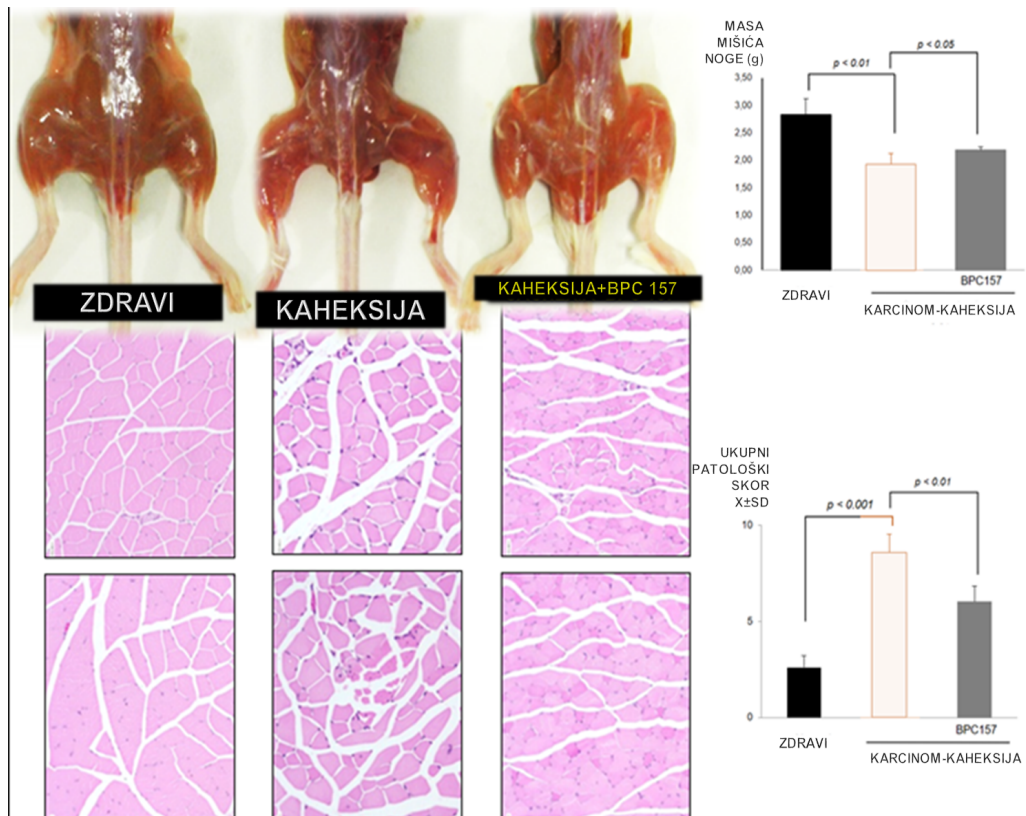 ZDRAVI
KAHEKSIJA
KAHEKSIJA+BPC 157
MASA
MIŠIĆA
NOGE (g)
p < 0.01
p < 0.05
3,50
3,00
2,50
2,00
1,50
1,00
0,50
0,00
BPC157
ZDRAVI
KARCINOM-KAHEKSIJA
UKUPNI
PATOLOŠKI
SKOR
X±SD
p < 0.001
p < 0.01
10
5
0
BPC157
ZDRAVI
KARCINOM-KAHEKSIJA